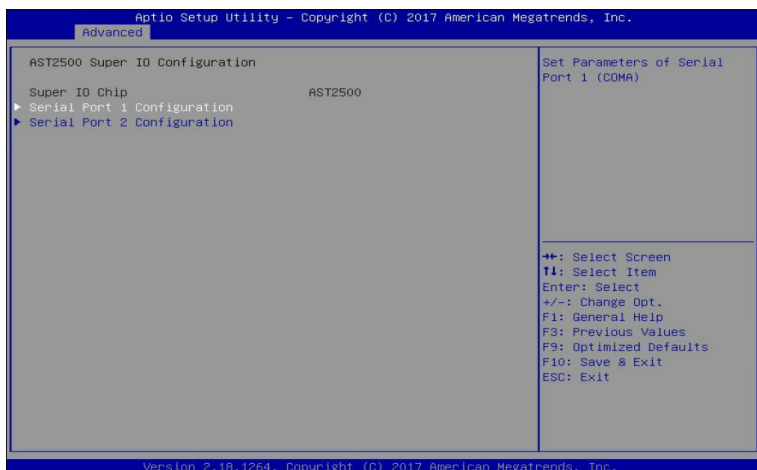 Aptio Setup Utility – Copyright (C) 2017 American Megatrends, Inc.
Advanced
AST2500 Super IO Configuration
Super IO Chip AST2500
Serial Port 1 Configuration
Serial Port 2 Configuration
Set Parameters of Serial
Port 1 (COMA)
→←: Select Screen
↑↓: Select Item
Enter: Select
+/-: Change Opt.
F1: General Help
F3: Previous Values
F9: Optimized Defaults
F10: Save & Exit
ESC: Exit
Version 2.18.1264. Copyright (C) 2017 American Megatrends, Inc.